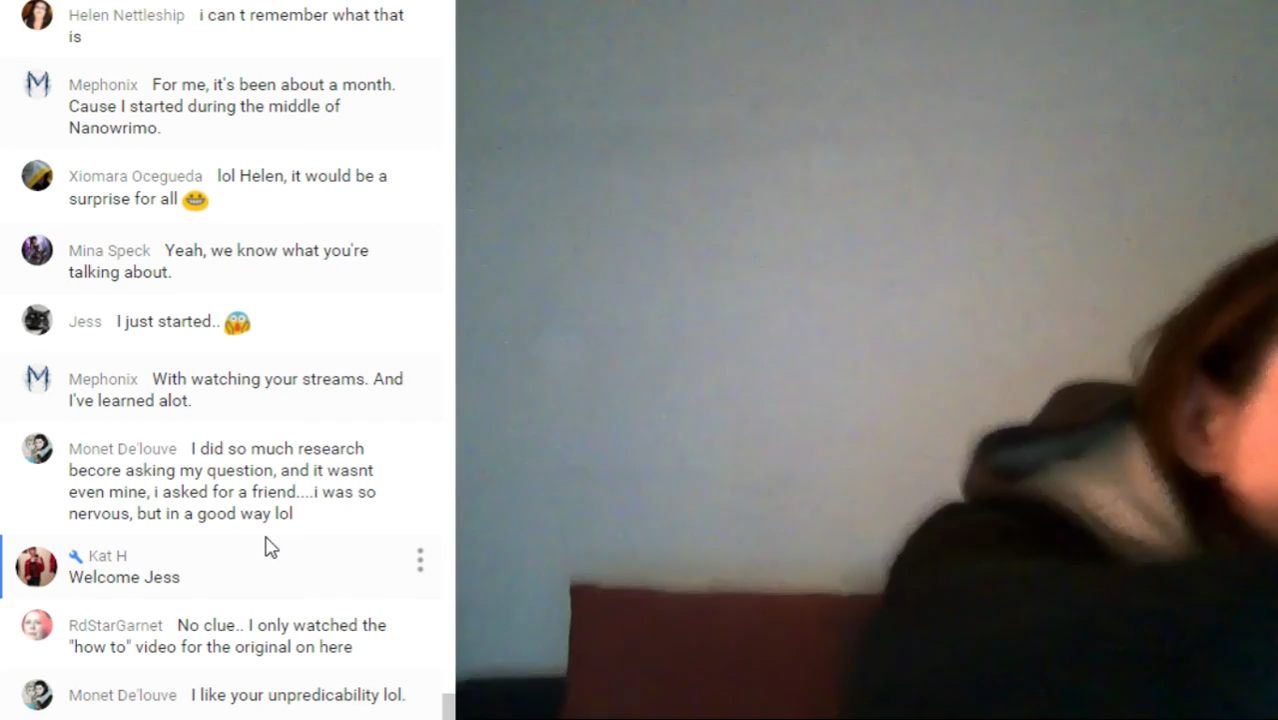 Helen Nettleship i can t remember what that
is
Mephonix For me, it's been about a month.
Cause I started during the middle of
Nanowrimo.
Xiomara Ocegueda lol Helen, it would be a
surprise for all
Mina Speck Yeah, we know what you're
talking about.
Jess I just started..
Mephonix With watching your streams. And
I've learned alot.
Monet De'louve I did so much research
becore asking my question, and it wasnt
even mine, i asked for a friend....i was so
nervous, but in a good way lol
Kat H
Welcome Jess
RdStarGarnet No clue.. I only watched the
"how to" video for the original on here
Monet De'louve I like your unpredicability lol.